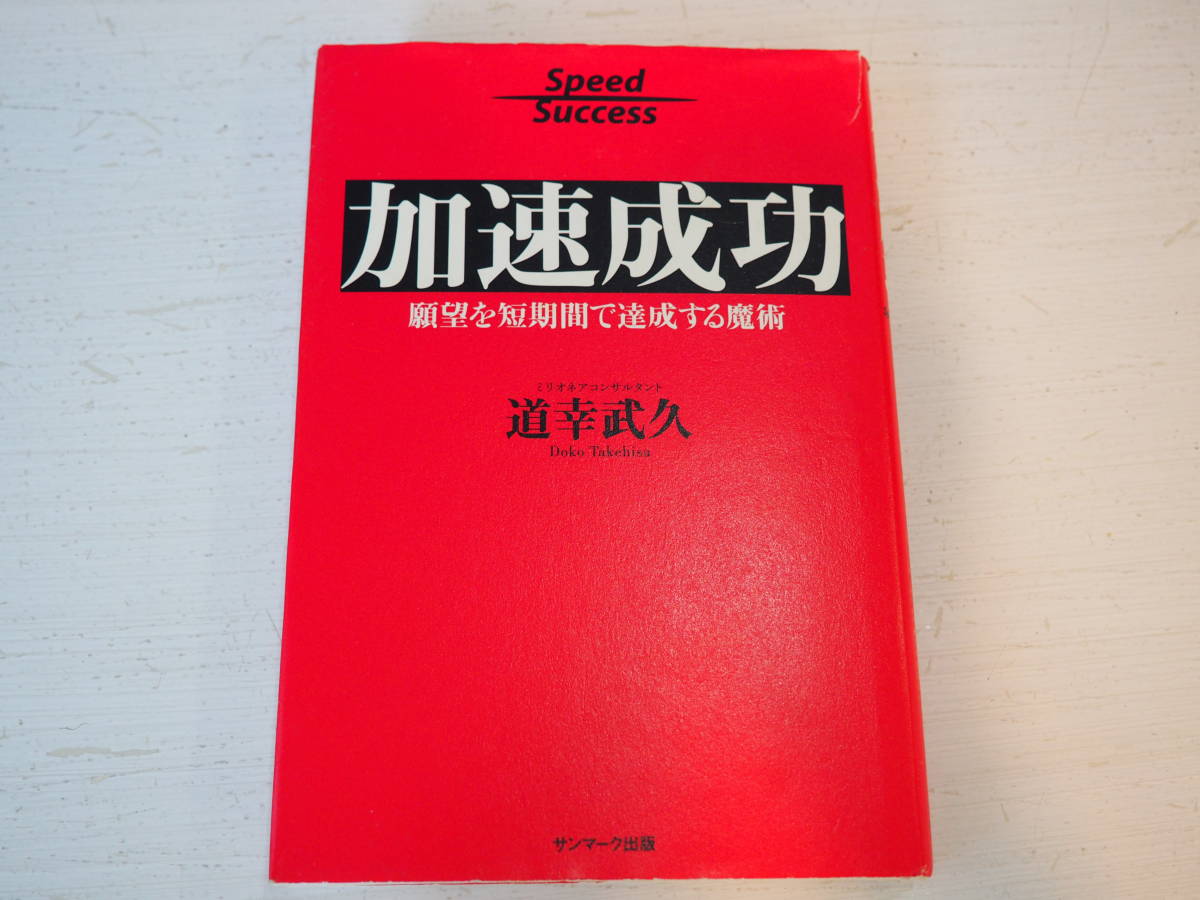 Speed
Success
加速成功
願望を短期間で達成する魔術
ミリオネアコンサルタント
道幸武久
Doko Takehisa
サンマーク出版